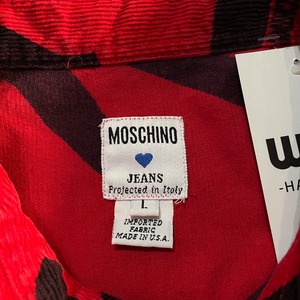 MOSCHINO
JEANS
Projected in Italy
L
IMPORTED
FABRIC
MADE IN U.S.A.
W
-HA